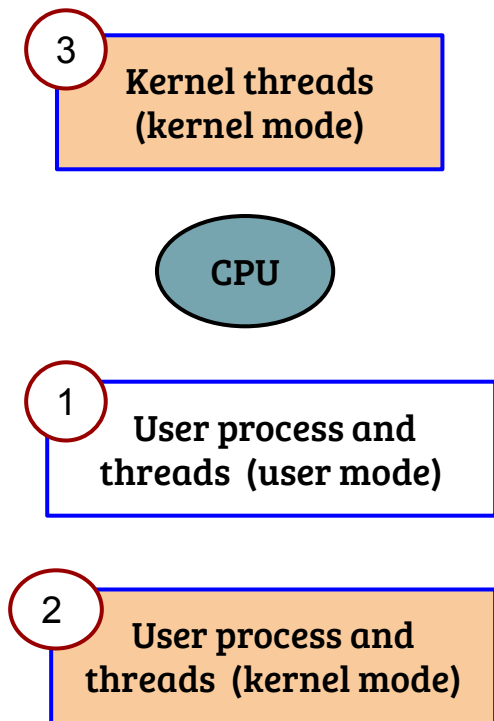 3
Kernel threads
(kernel mode)
CPU
1
User process and
threads (user mode)
2
User process and
threads (kernel mode)